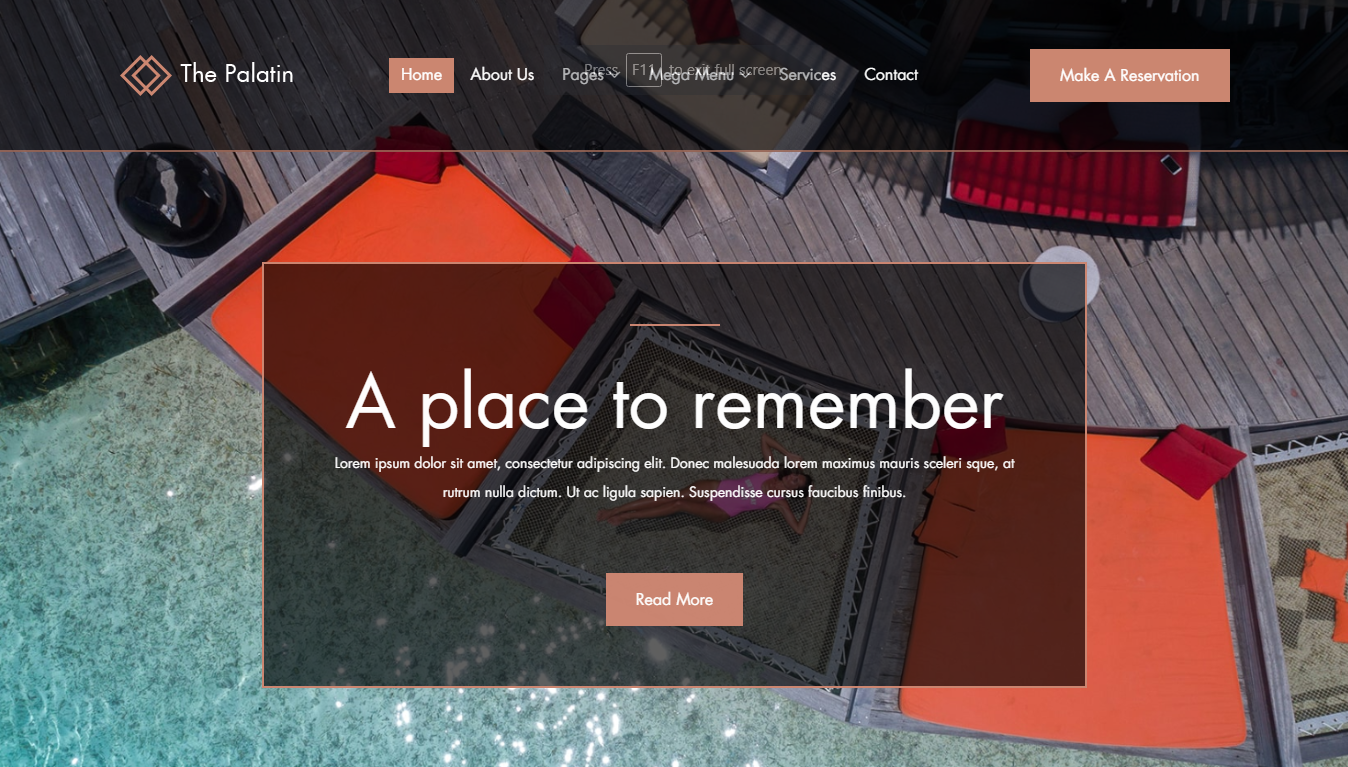 The Palatin
Home
About Us
Pages
Mega Menu
Services
Contact
Make A Reservation
Press F11 to exit full screen
A place to remember
Lorem ipsum dolor sit amet, consectetur adipiscing elit. Donec malesuada lorem maximus mauris sceleri sque, at
rutrum nulla dictum. Ut ac ligula sapien. Suspendisse cursus faucibus finibus.
Read More